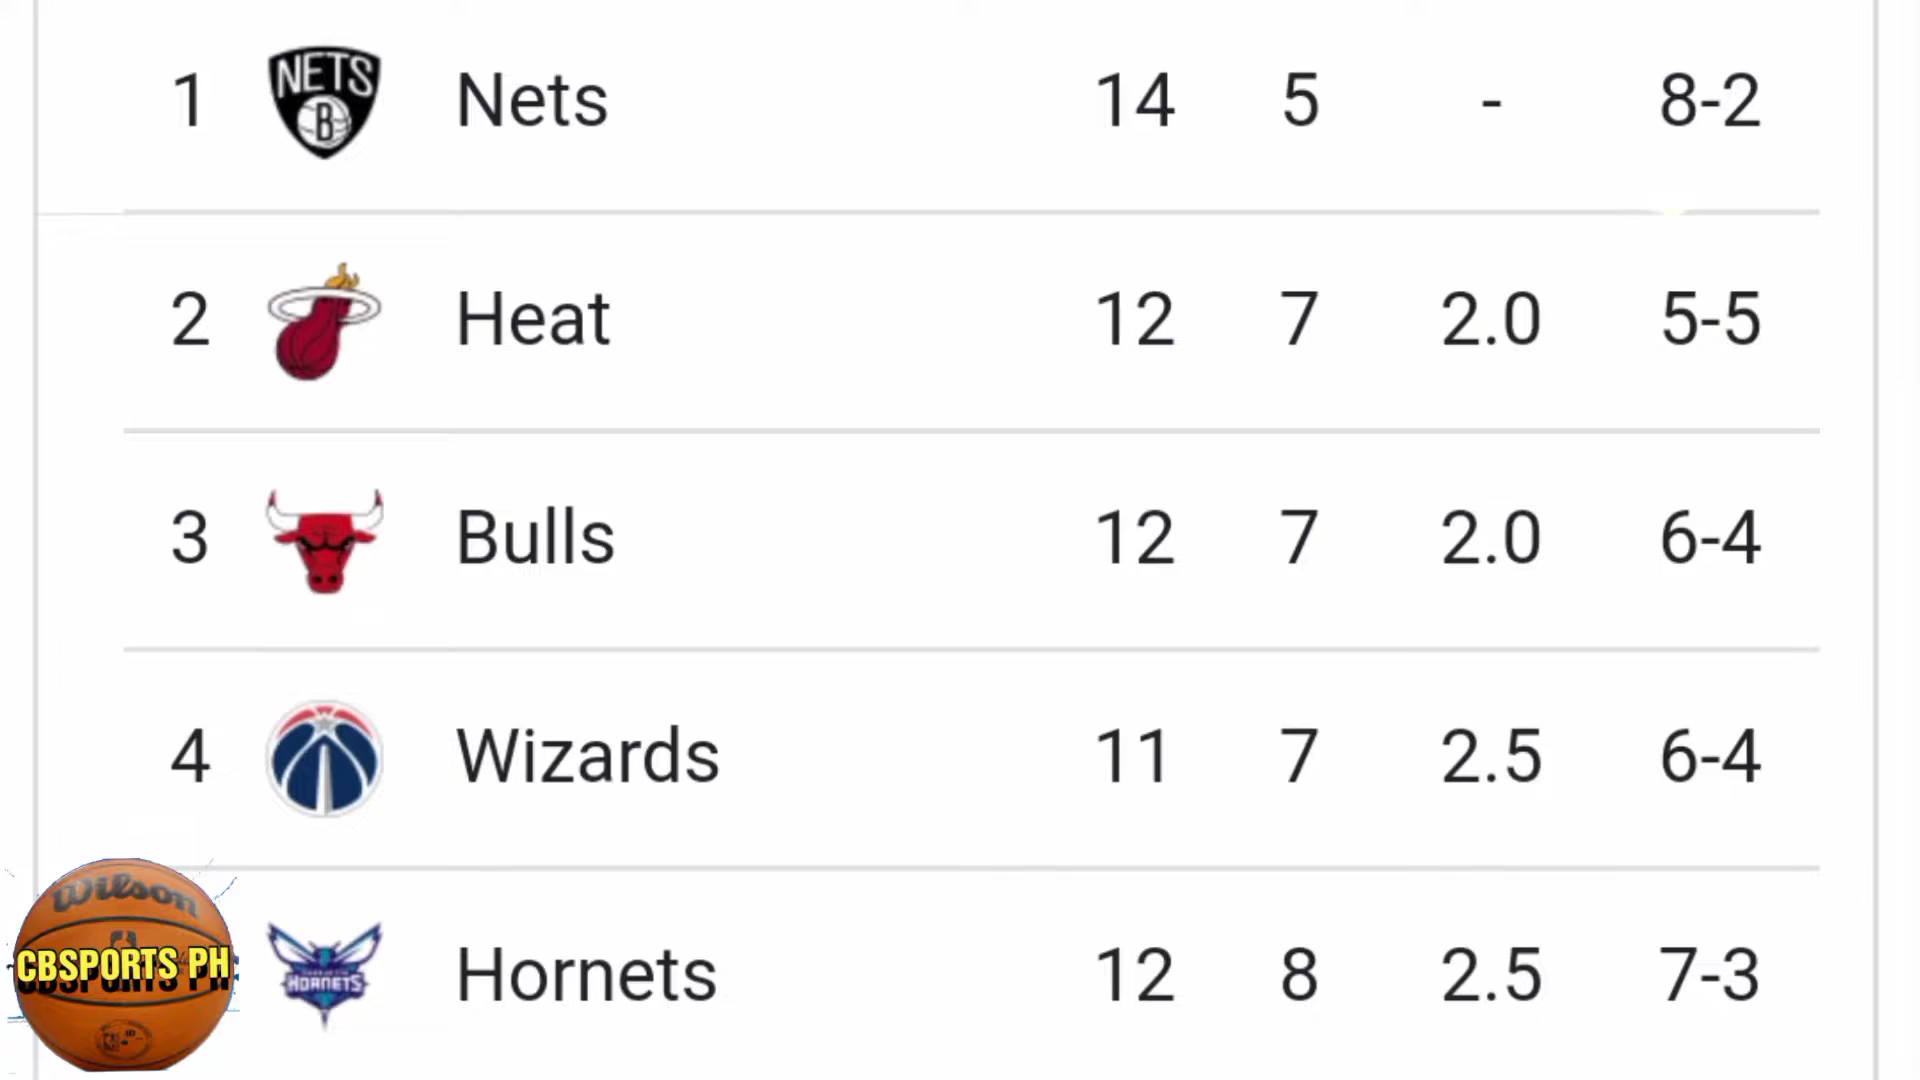 1 NETS B Nets 14 5 - 8-2
2 Heat 12 7 2.0 5-5
3 Bulls 12 7 2.0 6-4
4 Wizards 11 7 2.5 6-4
Wilson
CBSPORTS PH
HORNETS Hornets 12 8 2.5 7-3